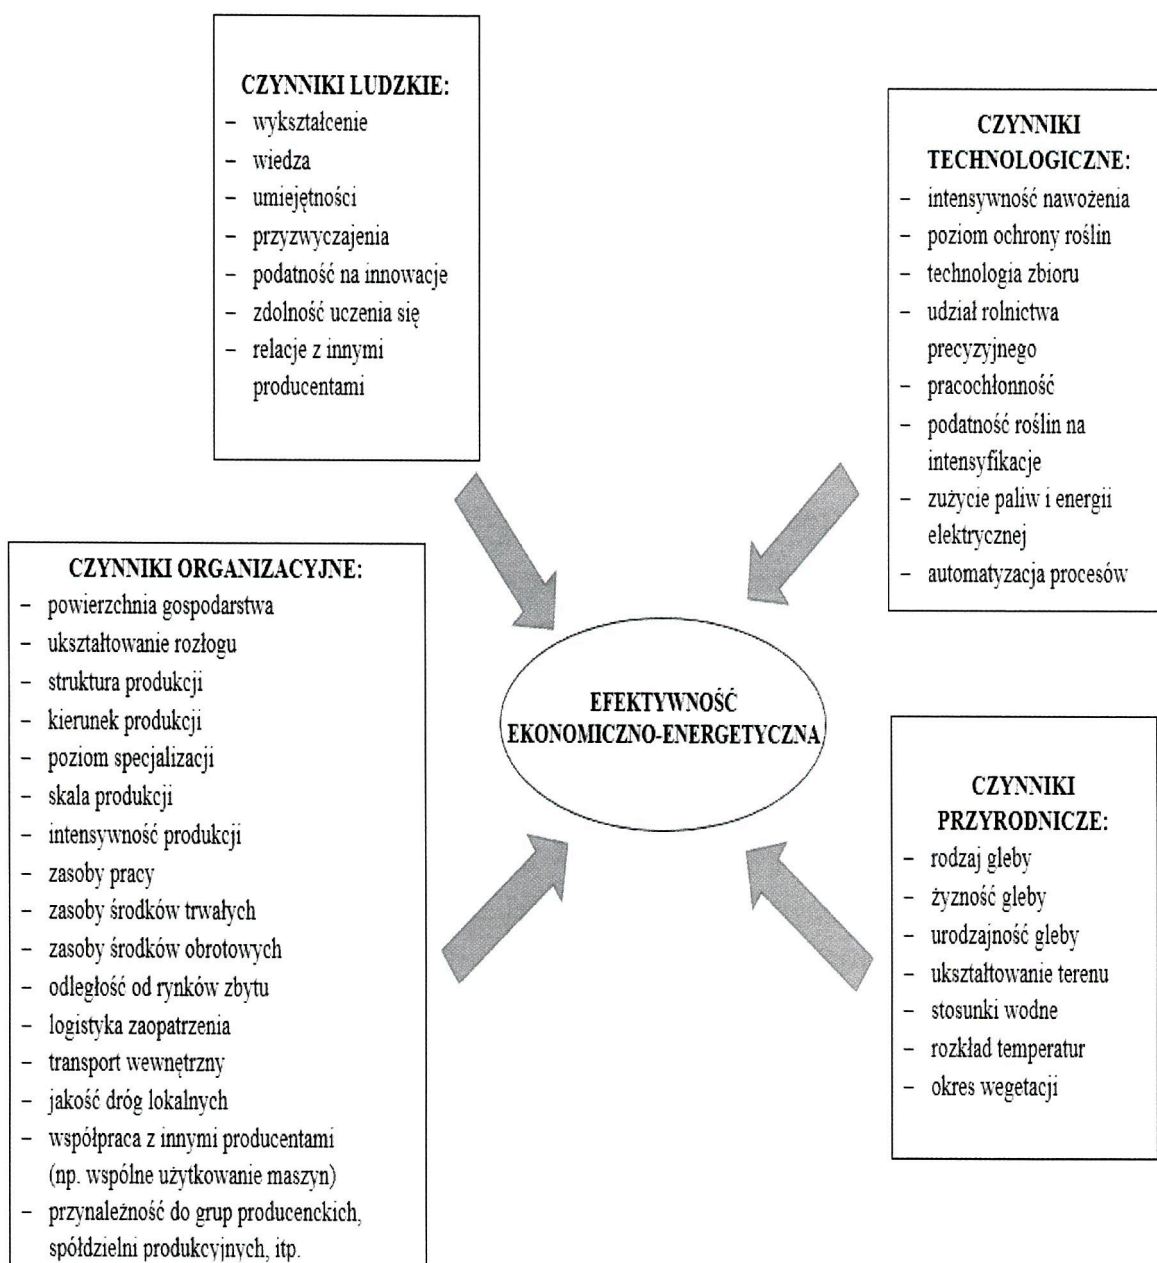 CZYNNIKI LUDZKIE:
– wykształcenie
– wiedza
– umiejętności
– przyzwyczajenia
– podatność na innowacje
– zdolność uczenia się
– relacje z innymi
producentami
CZYNNIKI
TECHNOLOGICZNE:
– intensywność nawożenia
– poziom ochrony roślin
– technologia zbioru
– udział rolnictwa
precyzyjnego
– pracochłonność
– podatność roślin na
intensyfikacje
– zużycie paliw i energii
elektrycznej
– automatyzacja procesów
CZYNNIKI ORGANIZACYJNE:
– powierzchnia gospodarstwa
– ukształtowanie rozłogu
– struktura produkcji
– kierunek produkcji
– poziom specjalizacji
– skala produkcji
– intensywność produkcji
– zasoby pracy
– zasoby środków trwałych
– zasoby środków obrotowych
– odległość od rynków zbytu
– logistyka zaopatrzenia
– transport wewnętrzny
– jakość dróg lokalnych
– współpraca z innymi producentami
(np. wspólne użytkowanie maszyn)
– przynależność do grup producenckich,
spółdzielni produkcyjnych, itp.
EFEKTYWNOŚĆ
EKONOMICZNO-ENERGETYCZNA
CZYNNIKI
PRZYRODNICZE:
– rodzaj gleby
– żyzność gleby
– urodzajność gleby
– ukształtowanie terenu
– stosunki wodne
– rozkład temperatur
– okres wegetacji